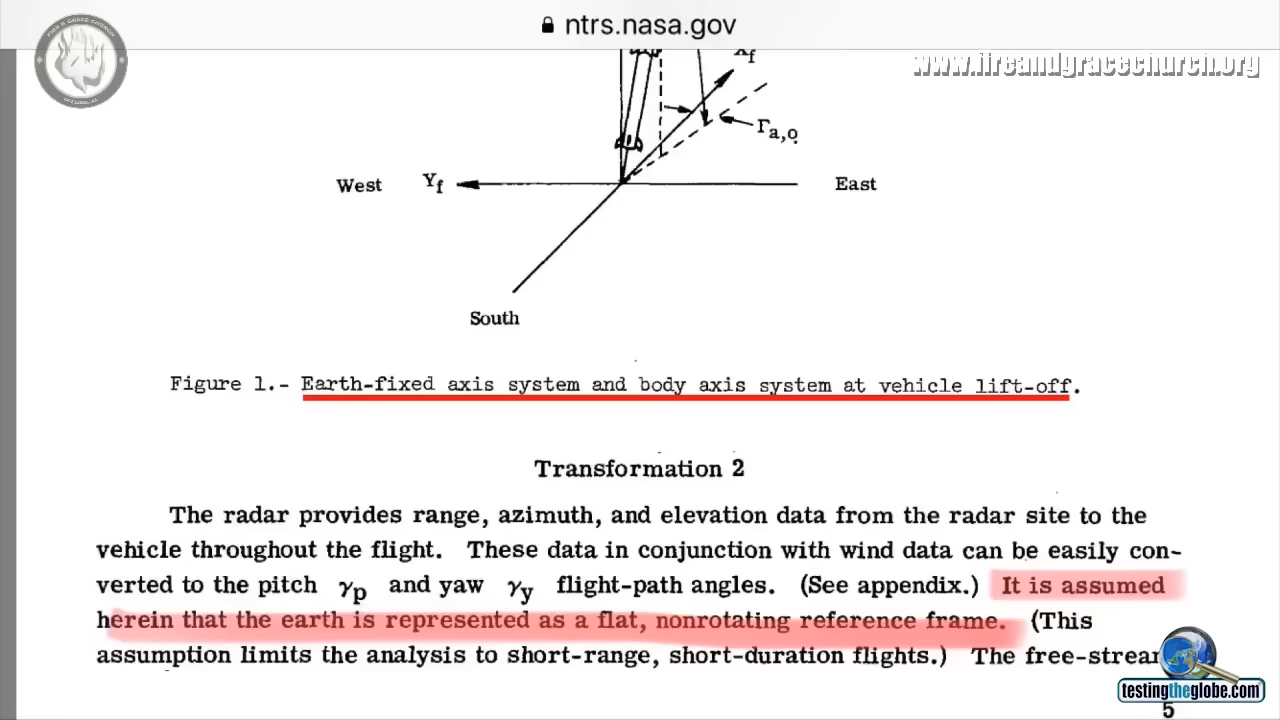 ntrs.nasa.gov
FIRE & GRACE CHURCH
www.fireandgracechurch.org
Xf
Γa,o
West Yf East
South
Figure 1.- Earth-fixed axis system and body axis system at vehicle lift-off.
Transformation 2
The radar provides range, azimuth, and elevation data from the radar site to the
vehicle throughout the flight. These data in conjunction with wind data can be easily con-
verted to the pitch γp and yaw γy flight-path angles. (See appendix.) It is assumed
herein that the earth is represented as a flat, nonrotating reference frame. (This
assumption limits the analysis to short-range, short-duration flights.) The free-strea
testingtheglobe.com
5